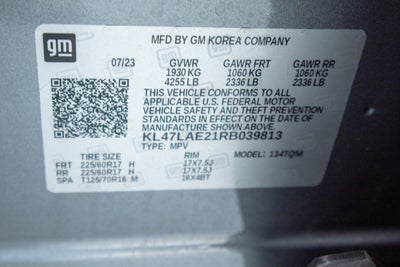 gm
MFD BY GM KOREA COMPANY
07/23 GVWR GAWR FRT GAWR RR
1930 KG 1060 KG 1060 KG
4255 LB 2336 LB 2336 LB
THIS VEHICLE CONFORMS TO ALL
APPLICABLE U.S. FEDERAL MOTOR
VEHICLE SAFETY AND THEFT PREVENTION
STANDARDS IN EFFECT ON THE DATE OF
MANUFACTURE SHOWN ABOVE.
KL47LAE21RB039813
TYPE: MPV 134TQ56
TIRE RIM
FRT 225/60R17 H 17X7.5J
RR 225/60R17 H 17X7.5J
SPA T125/70R16 M 16X4BT